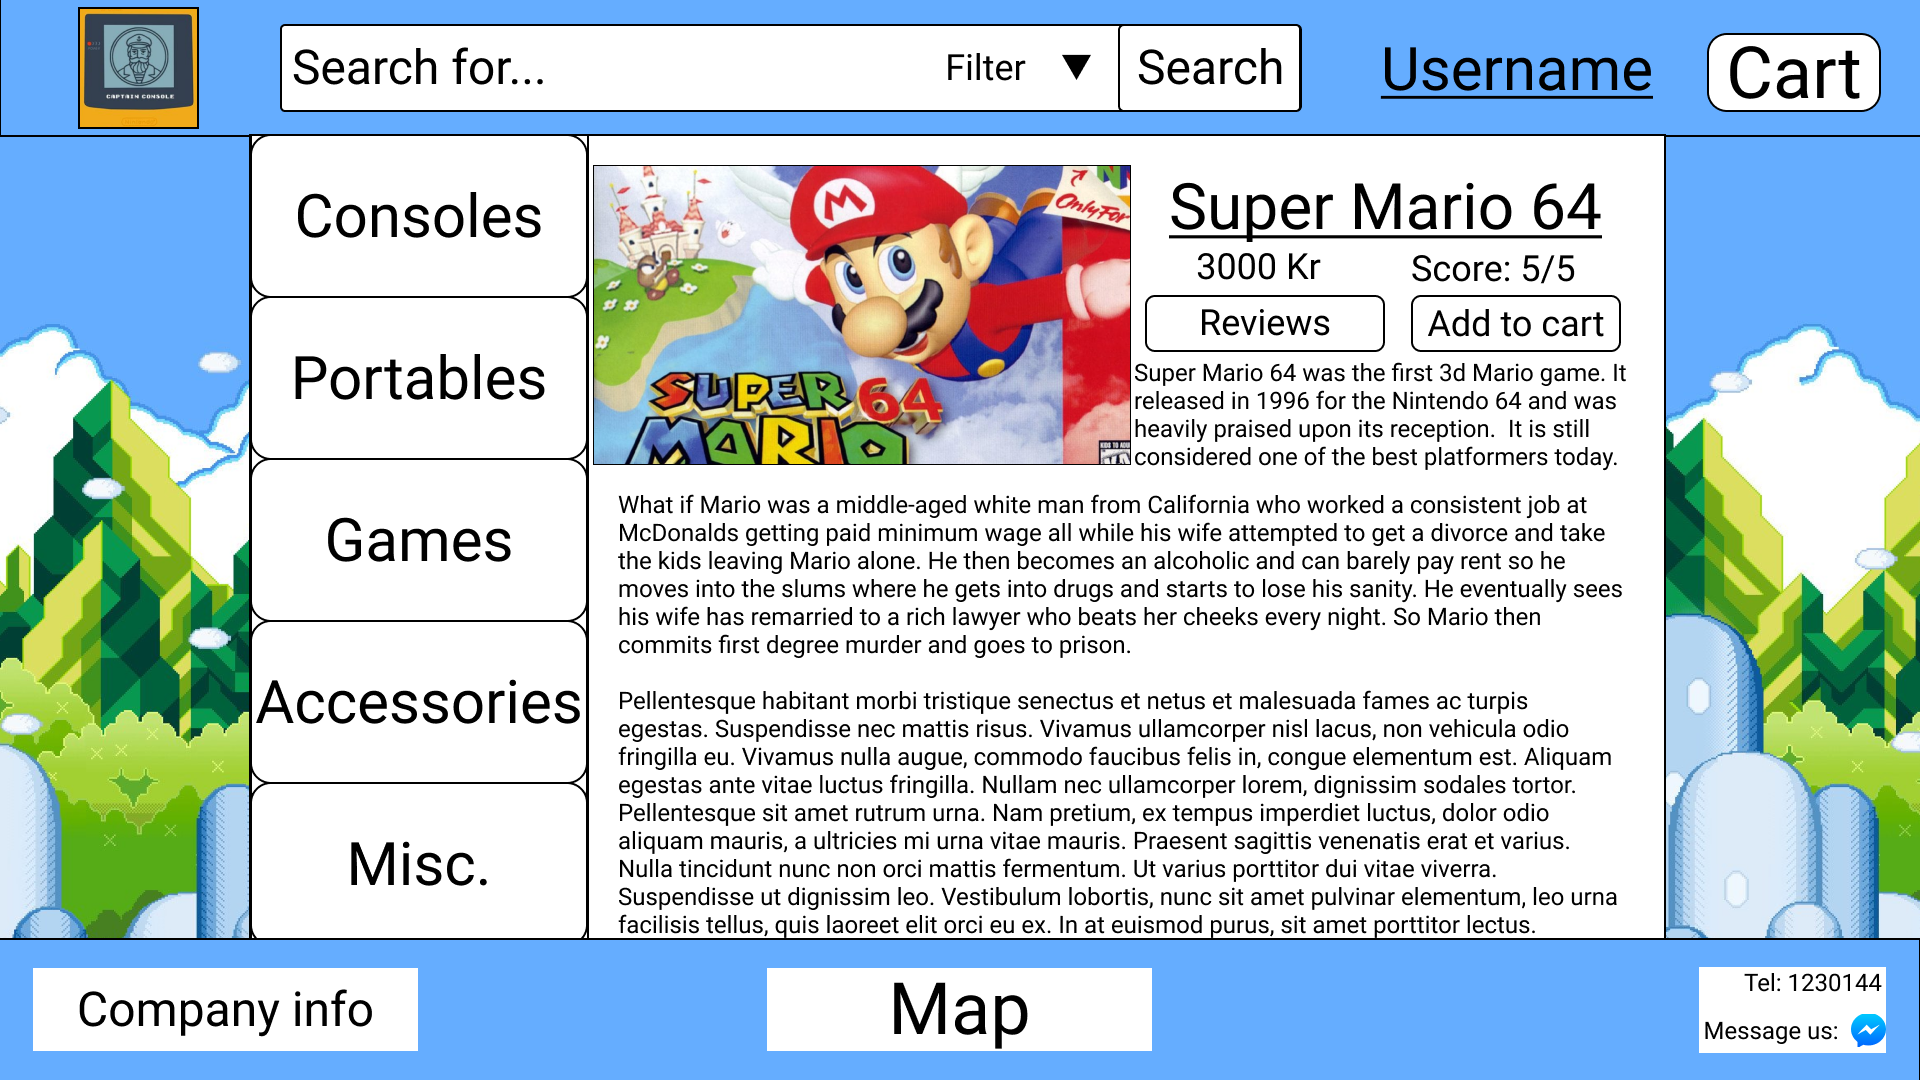 CAPTAIN CONSOLE
Search for...
Filter
Search
Username
Cart
Consoles
Portables
Games
Accessories
Misc.
M
Only For
SUPER 64
MARIO
KIDS TO ADU
Super Mario 64
3000 Kr
Score: 5/5
Reviews
Add to cart
Super Mario 64 was the first 3d Mario game. It
released in 1996 for the Nintendo 64 and was
heavily praised upon its reception.  It is still
considered one of the best platformers today.
What if Mario was a middle-aged white man from California who worked a consistent job at
McDonalds getting paid minimum wage all while his wife attempted to get a divorce and take
the kids leaving Mario alone. He then becomes an alcoholic and can barely pay rent so he
moves into the slums where he gets into drugs and starts to lose his sanity. He eventually sees
his wife has remarried to a rich lawyer who beats her cheeks every night. So Mario then
commits first degree murder and goes to prison.
Pellentesque habitant morbi tristique senectus et netus et malesuada fames ac turpis
egestas. Suspendisse nec mattis risus. Vivamus ullamcorper nisl lacus, non vehicula odio
fringilla eu. Vivamus nulla augue, commodo faucibus felis in, congue elementum est. Aliquam
egestas ante vitae luctus fringilla. Nullam nec ullamcorper lorem, dignissim sodales tortor.
Pellentesque sit amet rutrum urna. Nam pretium, ex tempus imperdiet luctus, dolor odio
aliquam mauris, a ultricies mi urna vitae mauris. Praesent sagittis venenatis erat et varius.
Nulla tincidunt nunc non orci mattis fermentum. Ut varius porttitor dui vitae viverra.
Suspendisse ut dignissim leo. Vestibulum lobortis, nunc sit amet pulvinar elementum, leo urna
facilisis tellus, quis laoreet elit orci eu ex. In at euismod purus, sit amet porttitor lectus.
Company info
Map
Tel: 1230144
Message us: